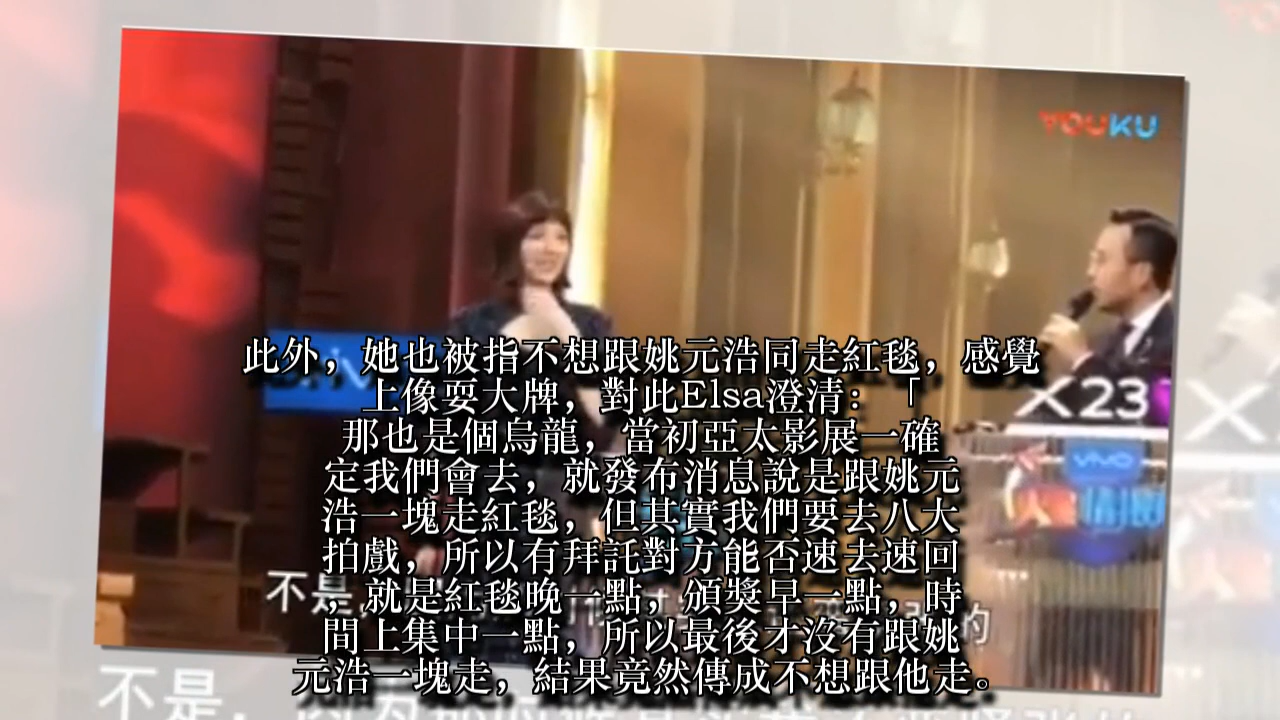 YOUKU
此外，她也被指不想跟姚元浩同走紅毯，感覺
上像耍大牌，對此Elsa澄清：「
那也是個烏龍，當初亞太影展一確
定我們會去，就發布消息說是跟姚元
浩一塊走紅毯，但其實我們要去八大
拍戲，所以有拜託對方能否速去速回
，就是紅毯晚一點，頒獎早一點，時
間上集中一點，所以最後才沒有跟姚
元浩一塊走，結果竟然傳成不想跟他走。
X23
vivo
不是，
不是，